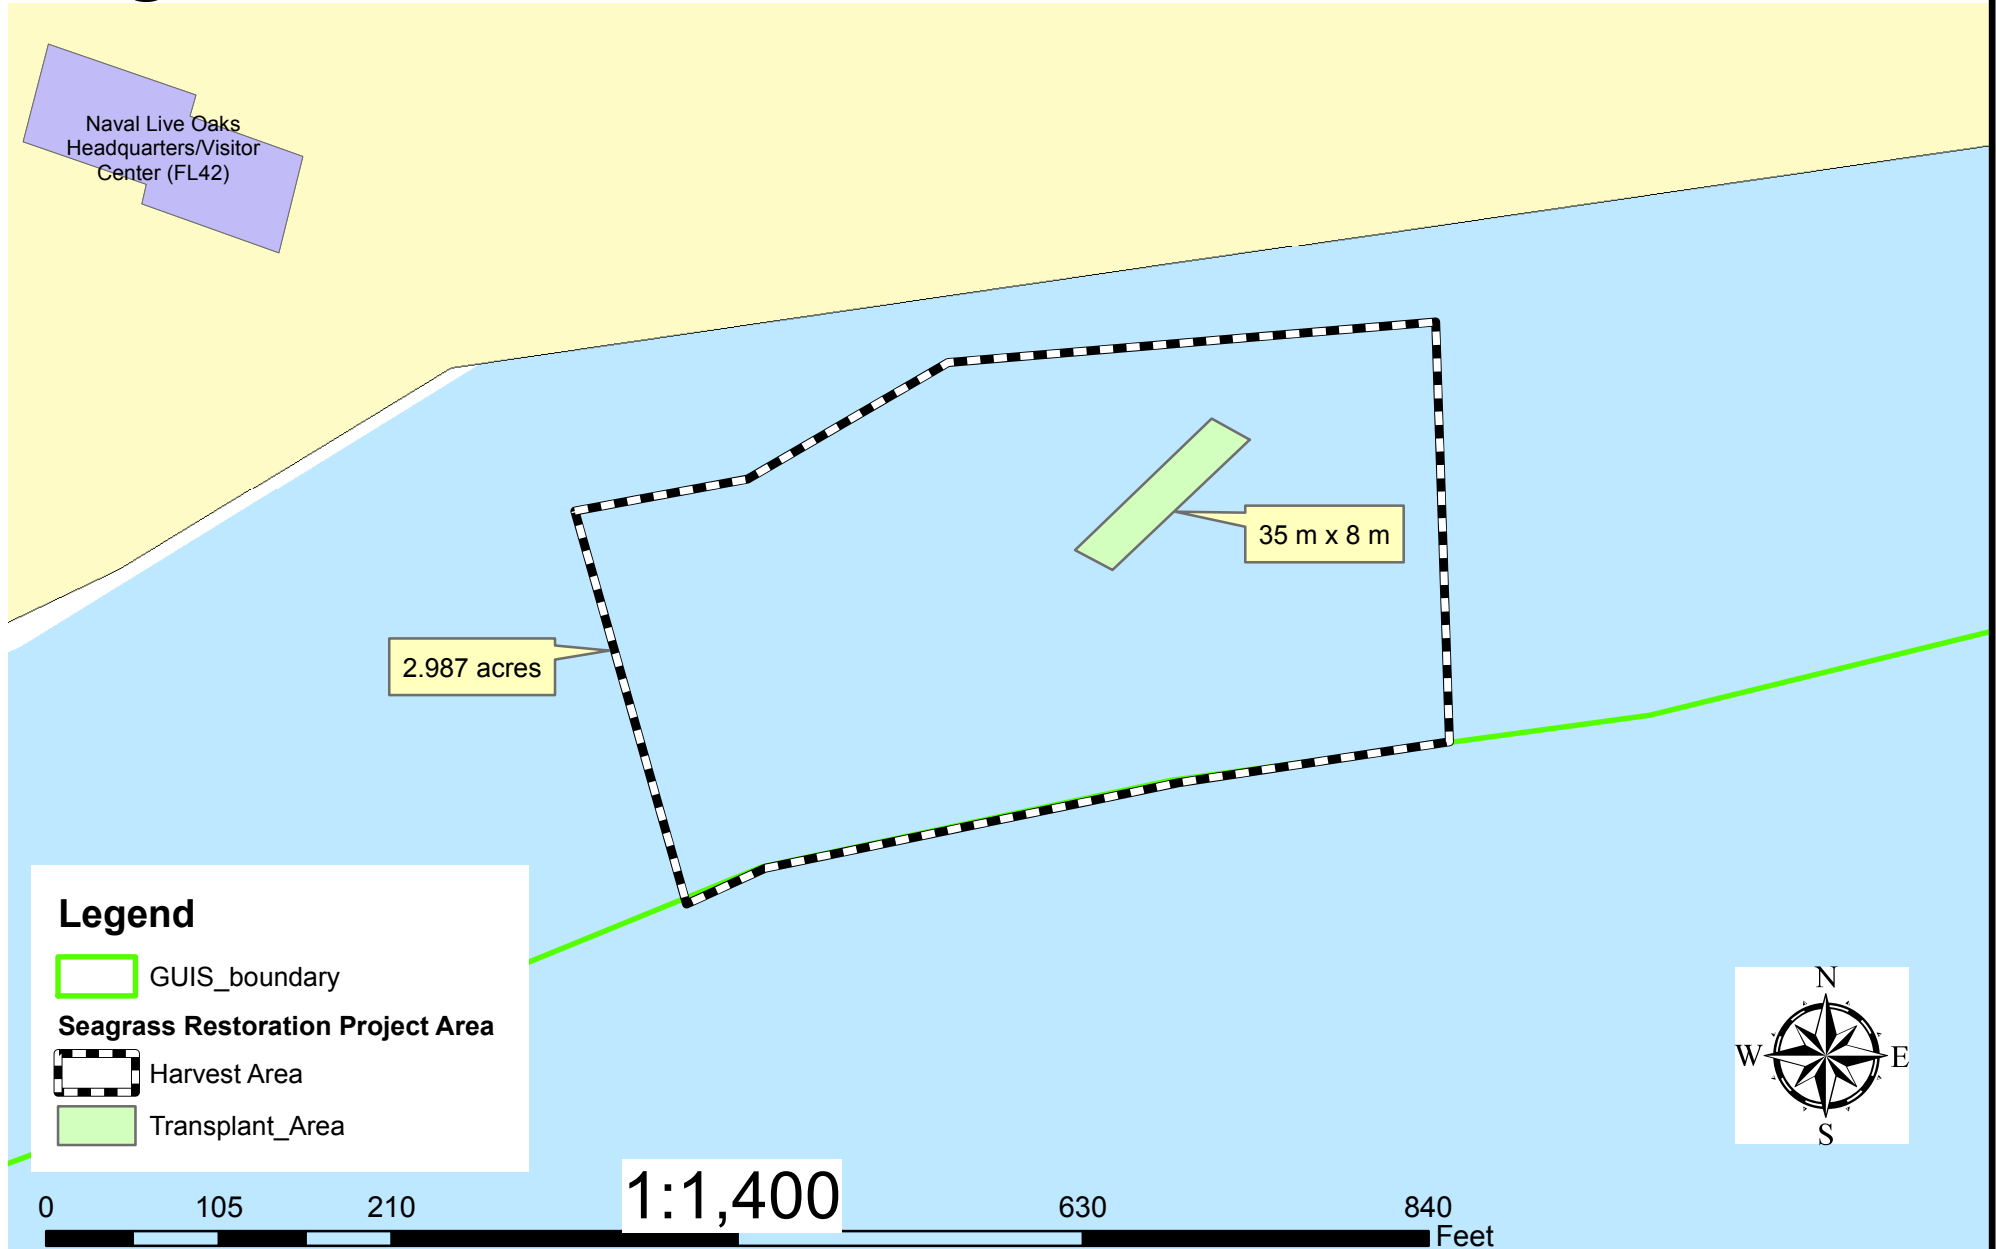 Naval Live Oaks
Headquarters/Visitor
Center (FL42)
35 m x 8 m
2.987 acres
Legend
GUIS_boundary
Seagrass Restoration Project Area
Harvest Area
Transplant_Area
N
W
E
S
1:1,400
0 105 210 630 840
Feet